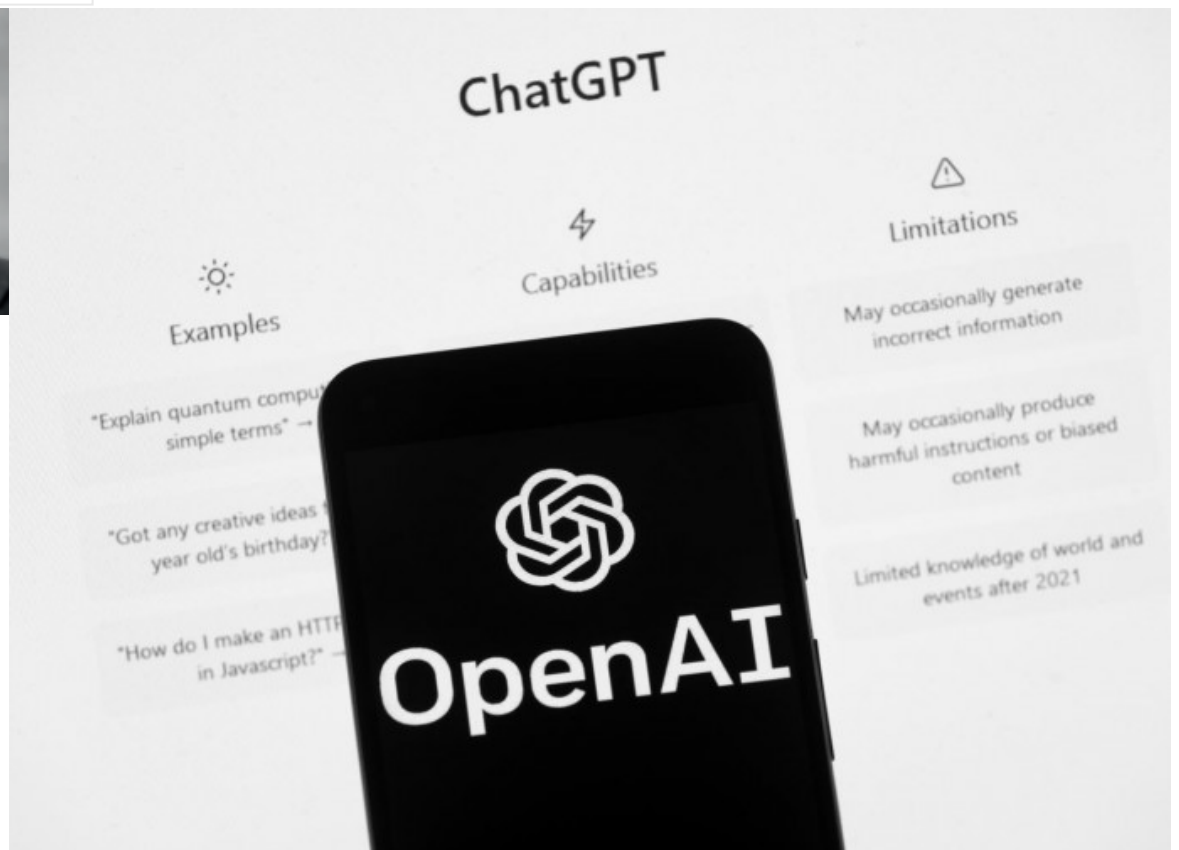 ChatGPT
Examples
"Explain quantum
simple terms" →
"Got any creative ideas
year old's birthday?
"How do I make an
in Javascript?" →
Capabilities
Limitations
May occasionally generate
incorrect information
May occasionally produce
harmful instructions or biased
content
Limited knowledge of world and
events after 2021
OpenAI